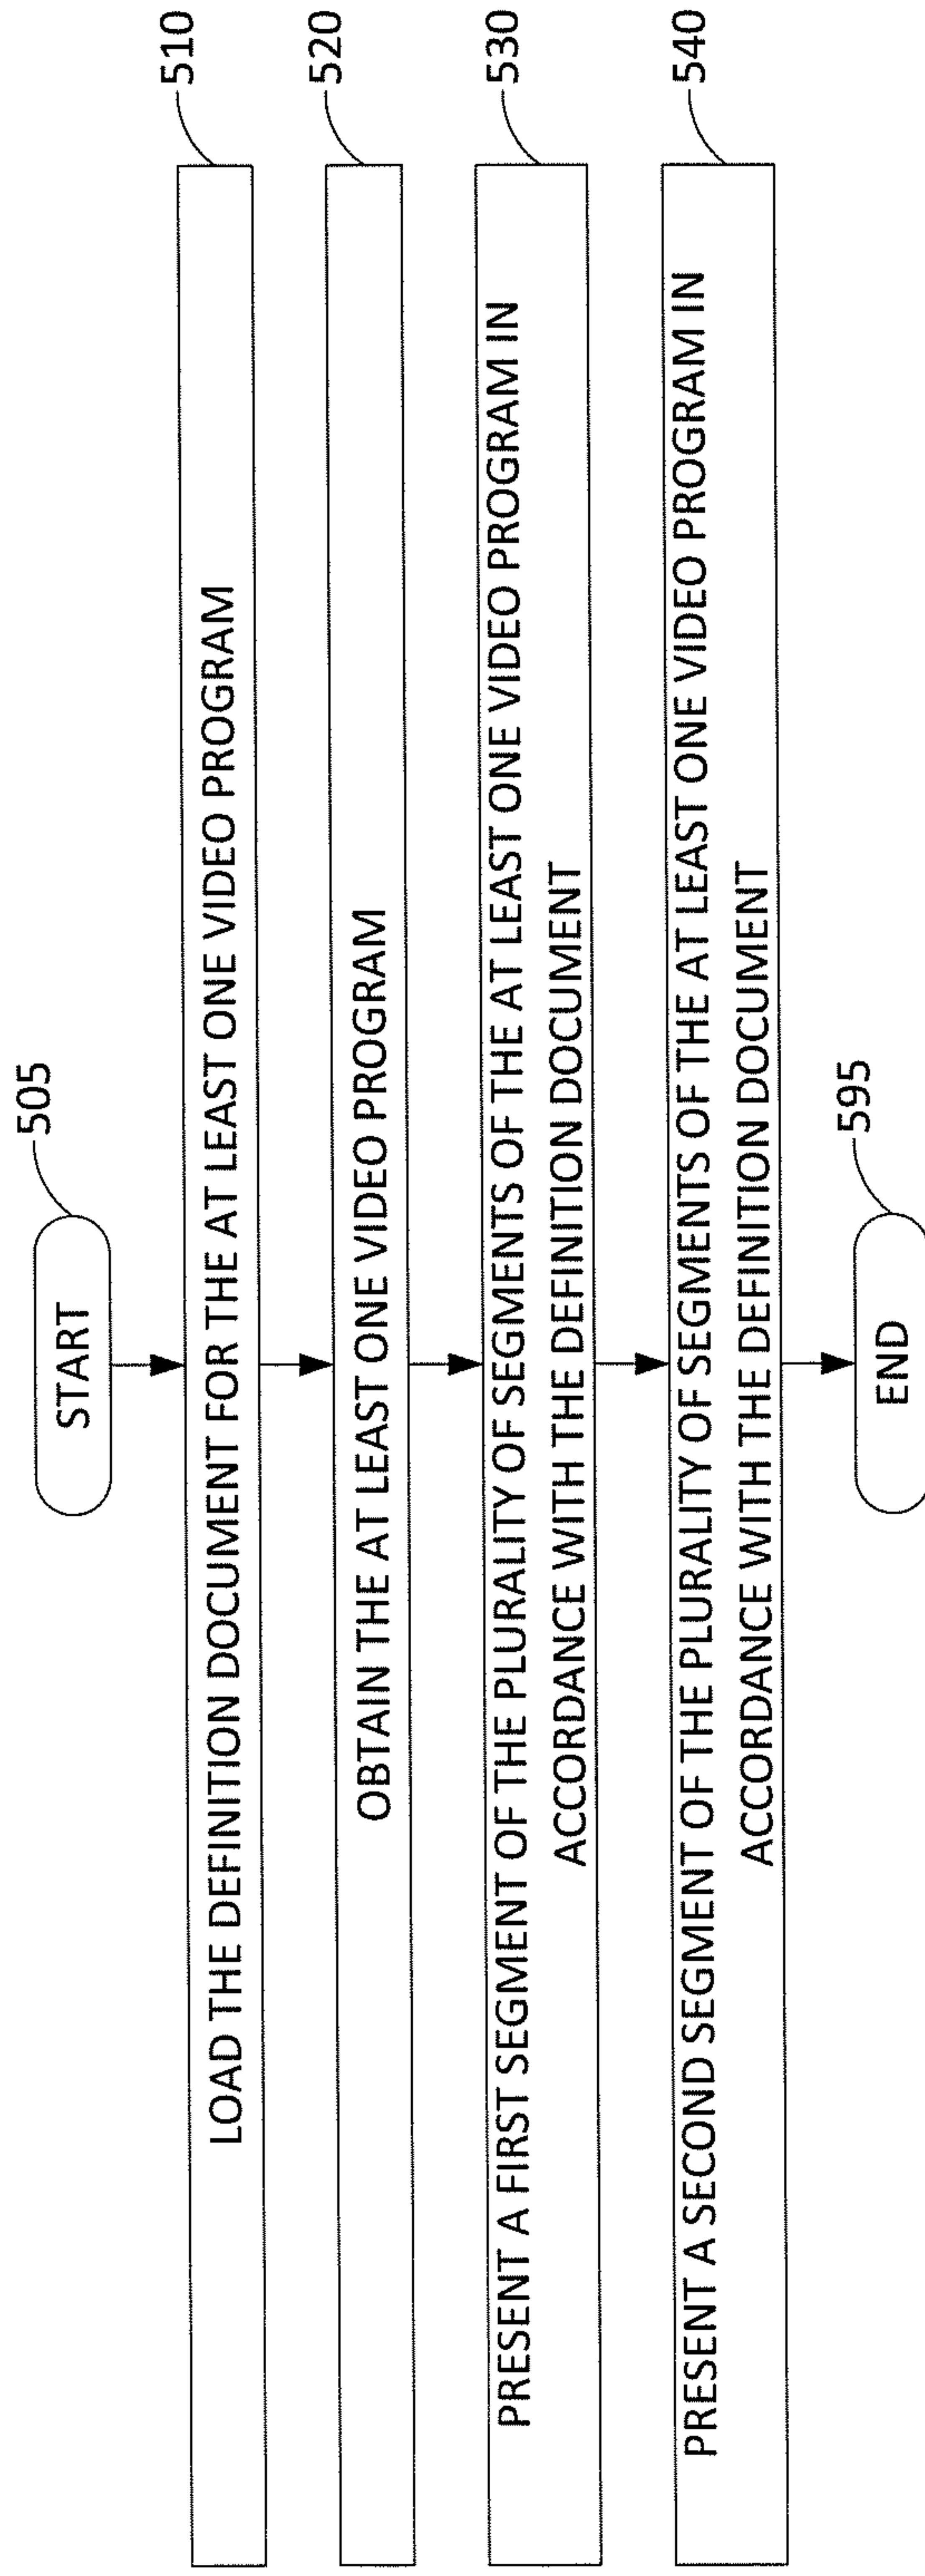 START
505
LOAD THE DEFINITION DOCUMENT FOR THE AT LEAST ONE VIDEO PROGRAM
510
OBTAIN THE AT LEAST ONE VIDEO PROGRAM
520
PRESENT A FIRST SEGMENT OF THE PLURALITY OF SEGMENTS OF THE AT LEAST ONE VIDEO PROGRAM IN
ACCORDANCE WITH THE DEFINITION DOCUMENT
530
PRESENT A SECOND SEGMENT OF THE PLURALITY OF SEGMENTS OF THE AT LEAST ONE VIDEO PROGRAM IN
ACCORDANCE WITH THE DEFINITION DOCUMENT
540
END
595